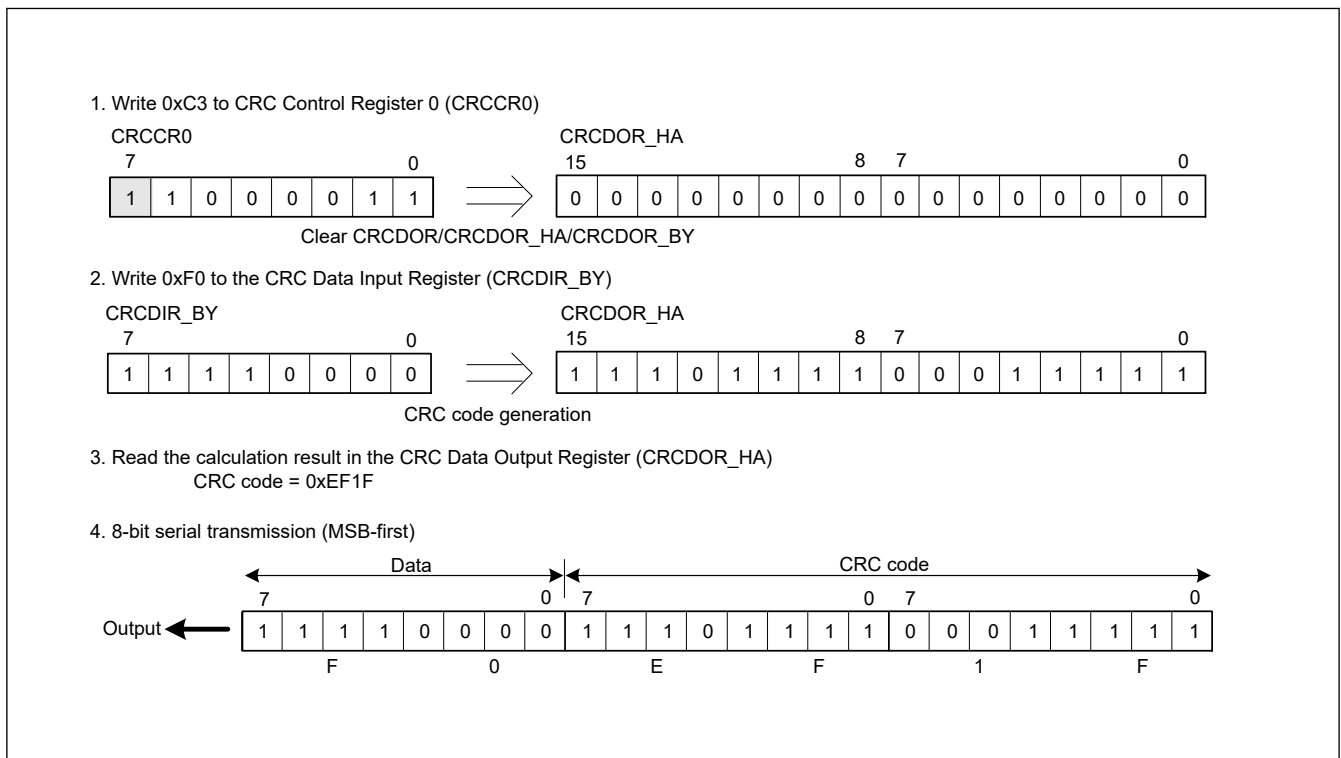 1. Write 0xC3 to CRC Control Register 0 (CRCCR0)
CRCCR0 CRCDOR_HA
7 0 15 8 7 0
1 1 0 0 0 0 1 1 0 0 0 0 0 0 0 0 0 0 0 0 0 0 0 0
Clear CRCDOR/CRCDOR_HA/CRCDOR_BY
2. Write 0xF0 to the CRC Data Input Register (CRCDIR_BY)
CRCDIR_BY CRCDOR_HA
7 0 15 8 7 0
1 1 1 1 0 0 0 0 1 1 1 0 1 1 1 1 0 0 0 1 1 1 1 1
CRC code generation
3. Read the calculation result in the CRC Data Output Register (CRCDOR_HA)
CRC code = 0xEF1F
4. 8-bit serial transmission (MSB-first)
Data CRC code
7 0 7 0 7 0
Output 1 1 1 1 0 0 0 0 1 1 1 0 1 1 1 1 0 0 0 1 1 1 1 1
F 0 E F 1 F